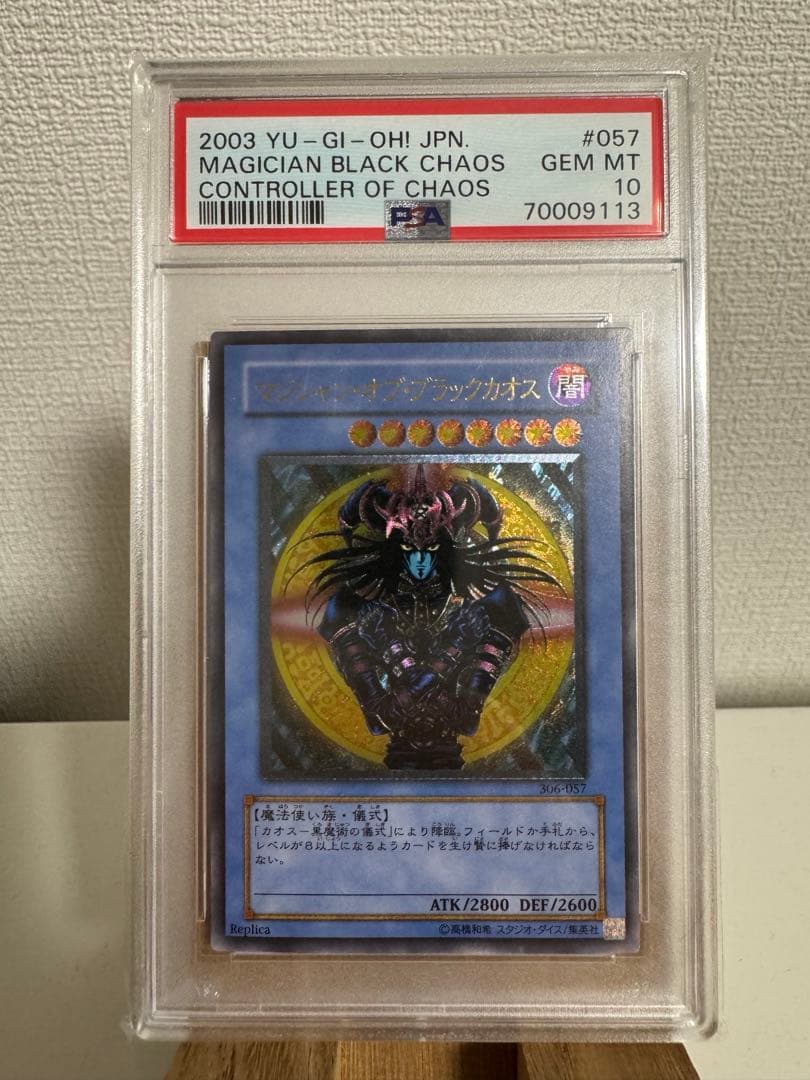 2003 YU-GI-OH! JPN. #057
MAGICIAN BLACK CHAOS GEM MT
CONTROLLER OF CHAOS 10
70009113
PSA
マジシャン・オブ・ブラックカオス 闇
306-057
【魔法使い族・儀式】
「カオス－黒魔術の儀式」により降臨。フィールドか手札から、
レベルが8以上になるようカードを生け贄に捧げなければなら
ない。
ATK/2800 DEF/2600
Replica ©高橋和希 スタジオ・ダイス/集英社